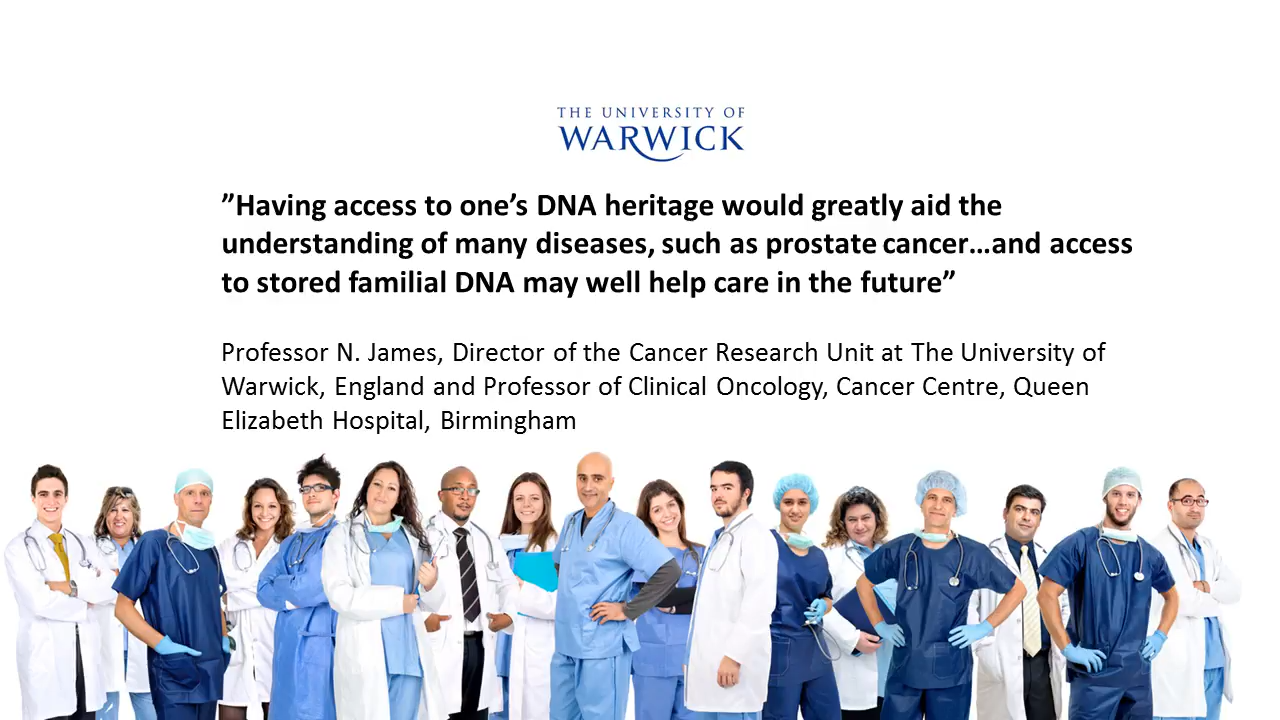 THE UNIVERSITY OF
WARWICK
”Having access to one’s DNA heritage would greatly aid the
understanding of many diseases, such as prostate cancer…and access
to stored familial DNA may well help care in the future”
Professor N. James, Director of the Cancer Research Unit at The University of
Warwick, England and Professor of Clinical Oncology, Cancer Centre, Queen
Elizabeth Hospital, Birmingham